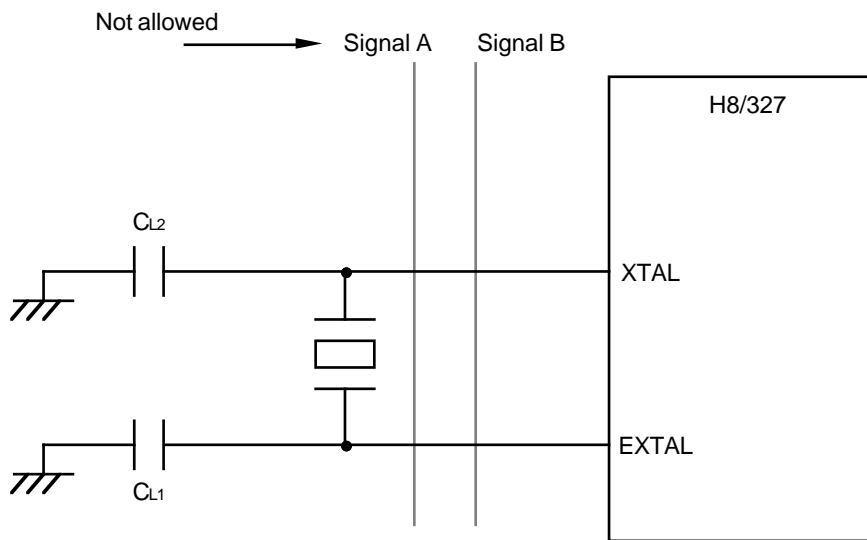 Not allowed
Signal A
Signal B
H8/327
CL2
XTAL
EXTAL
CL1